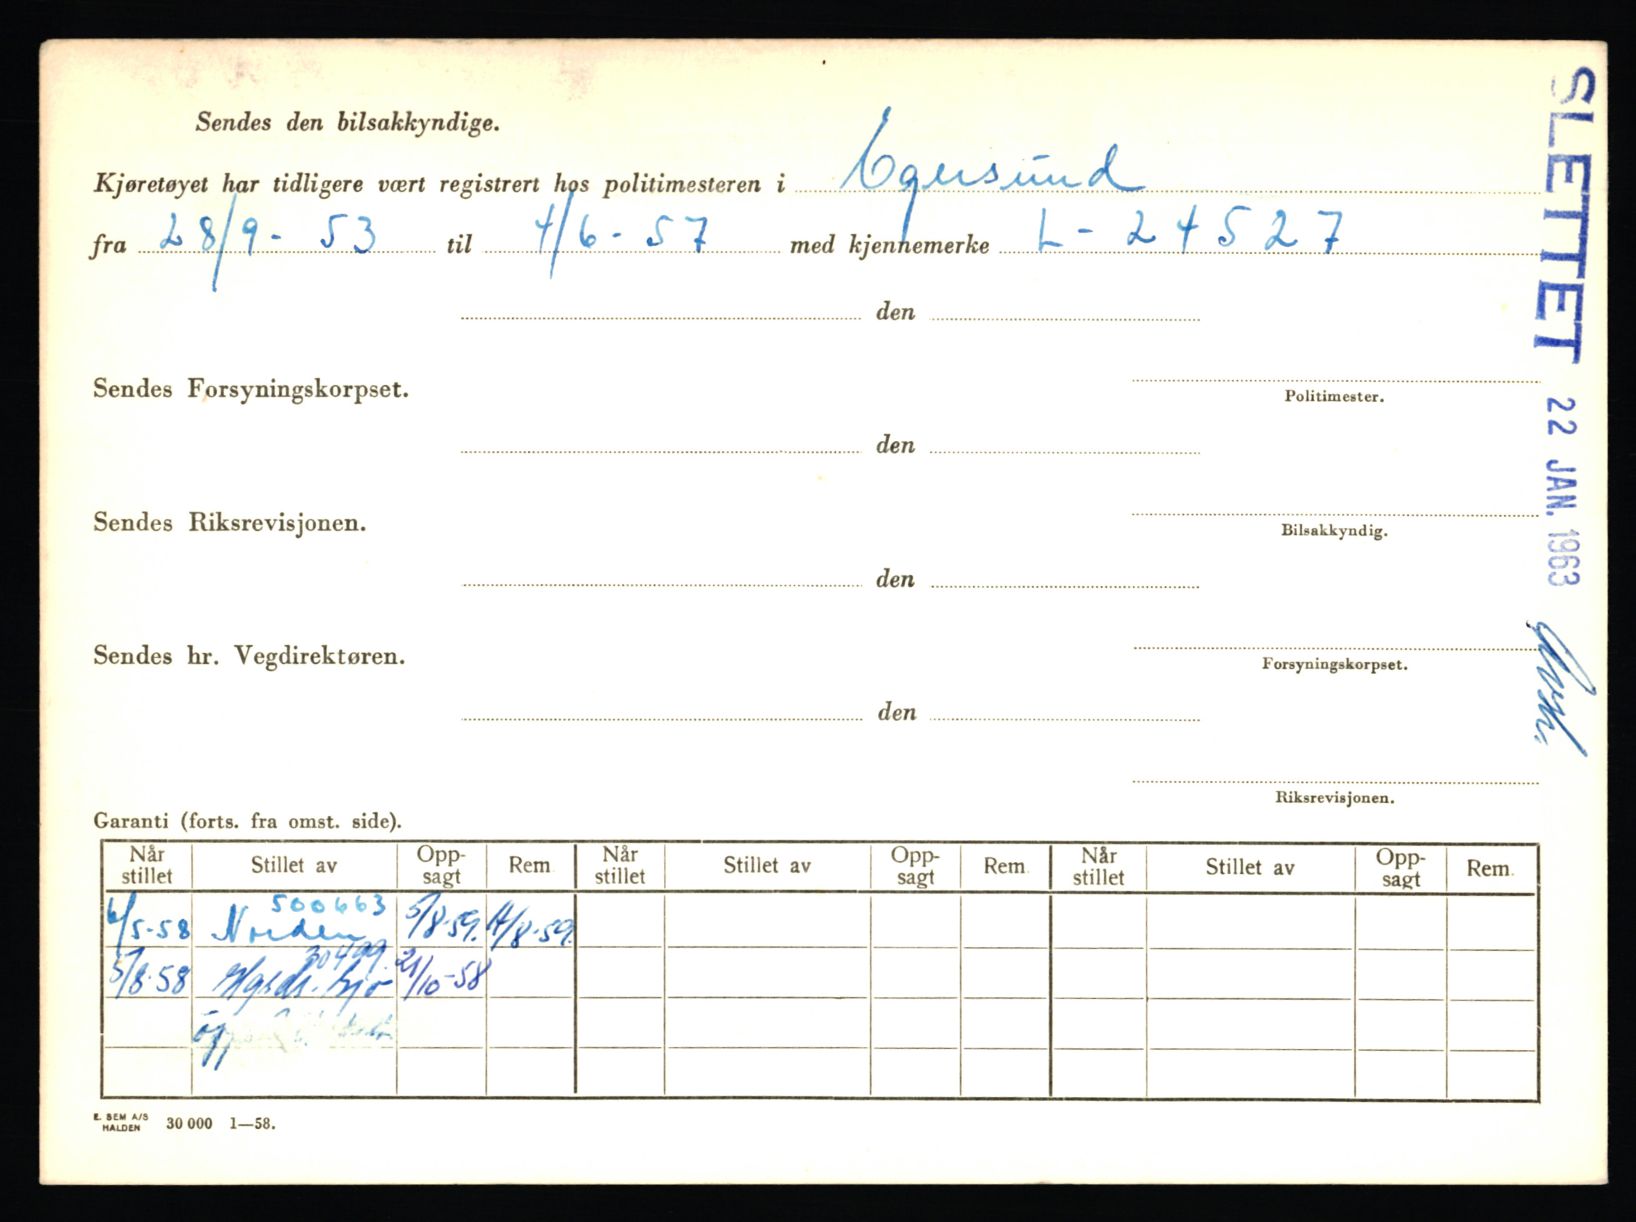 Sendes den bilsakkyndige.
Kjøretøyet har tidligere vært registrert hos politimesteren i Egersund
fra 28/9 - 53 til 4/6 - 57 med kjennemerke L - 24527
den
Sendes Forsyningskorpset.
Politimester.
den
Sendes Riksrevisjonen.
Bilsakkyndig.
den
Sendes hr. Vegdirektøren.
Forsyningskorpset.
den
Riksrevisjonen.
SLETTET 22 JAN. 1963
Garanti (forts. fra omst. side).
Når stillet Stillet av Opp-sagt Rem. Når stillet Stillet av Opp-sagt Rem. Når stillet Stillet av Opp-sagt Rem.
500663
6/5-58 Norden 5/8-59. 14/8-59.
30499.
5/8-58 21/10-58
E. SEM A/S
HALDEN 30 000 1—58.